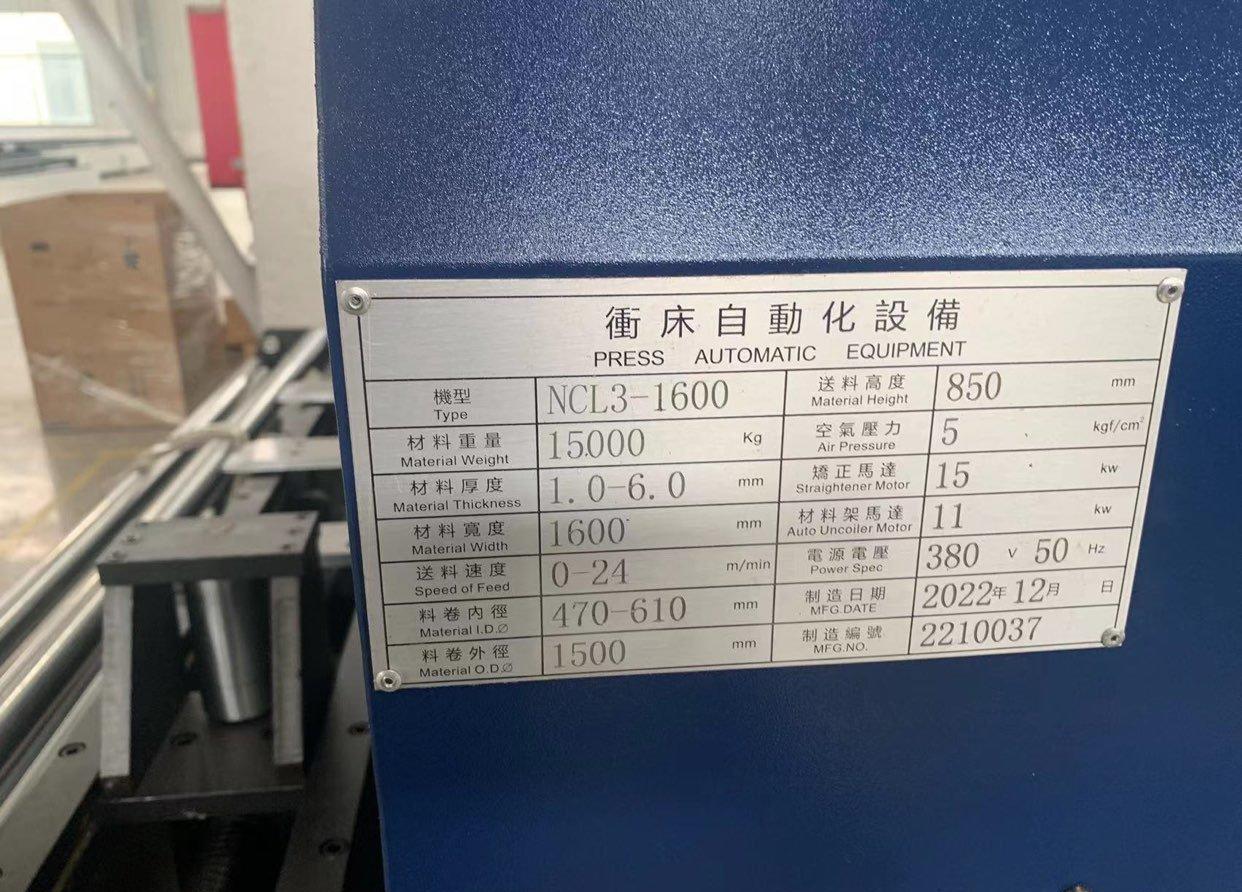 衝床自動化設備
PRESS AUTOMATIC EQUIPMENT
機型 NCL3-1600
Type
材料重量 15000 Kg
Material Weight
材料厚度 1.0-6.0 mm
Material Thickness
材料寬度 1600 mm
Material Width
送料速度 0-24 m/min
Speed of Feed
料卷內徑 470-610 mm
Material I.D.∅
料卷外徑 1500 mm
Material O.D.∅
送料高度 850 mm
Material Height
空氣壓力 5 kgf/cm²
Air Pressure
矯正馬達 15 kw
Straightener Motor
材料架馬達 11 kw
Auto Uncoiler Motor
電源電壓 380 V 50 Hz
Power Spec
制造日期 2022年12月 日
MFG.DATE
制造編號 2210037
MFG.NO.